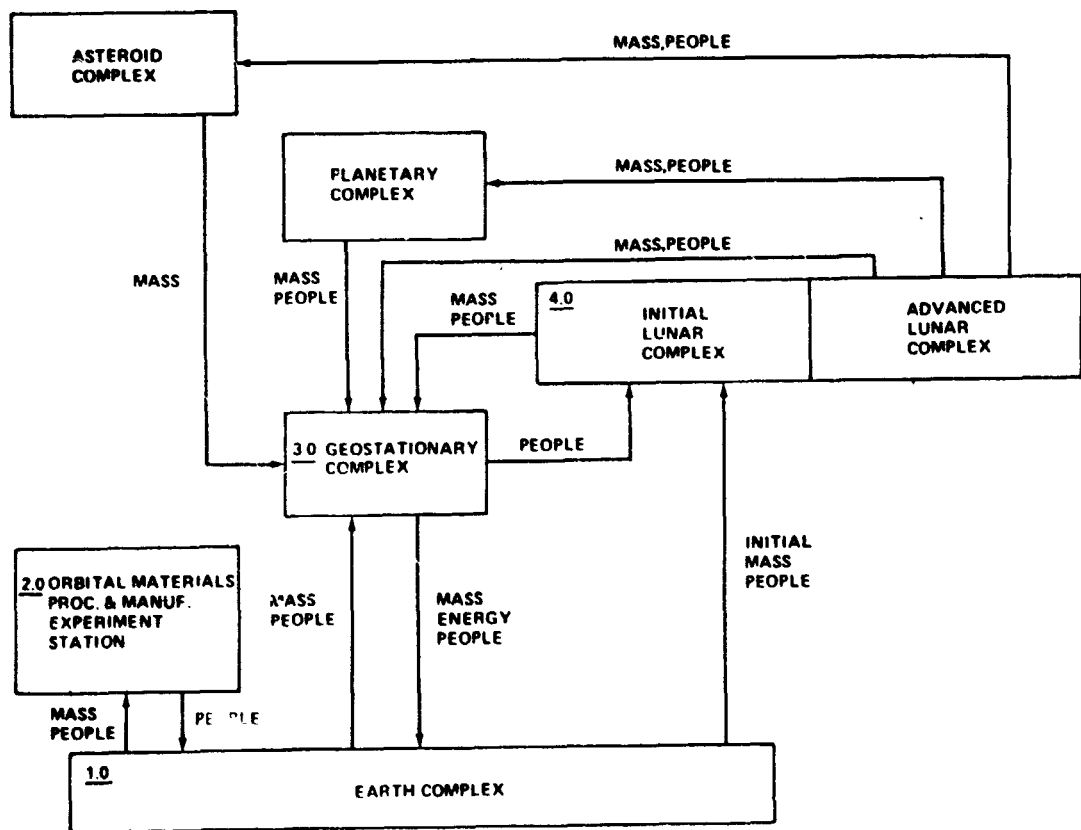 MASS,PEOPLE
ASTEROID
COMPLEX
MASS,PEOPLE
PLANETARY
COMPLEX
MASS,PEOPLE
MASS
MASS
PEOPLE
MASS
PEOPLE
4.0
INITIAL
LUNAR
COMPLEX
ADVANCED
LUNAR
COMPLEX
3.0 GEOSTATIONARY
COMPLEX
PEOPLE
INITIAL
MASS
PEOPLE
2.0 ORBITAL MATERIALS
PROC. & MANUF.
EXPERIMENT
STATION
MASS
PEOPLE
MASS
ENERGY
PEOPLE
MASS
PEOPLE
PEOPLE
1.0
EARTH COMPLEX